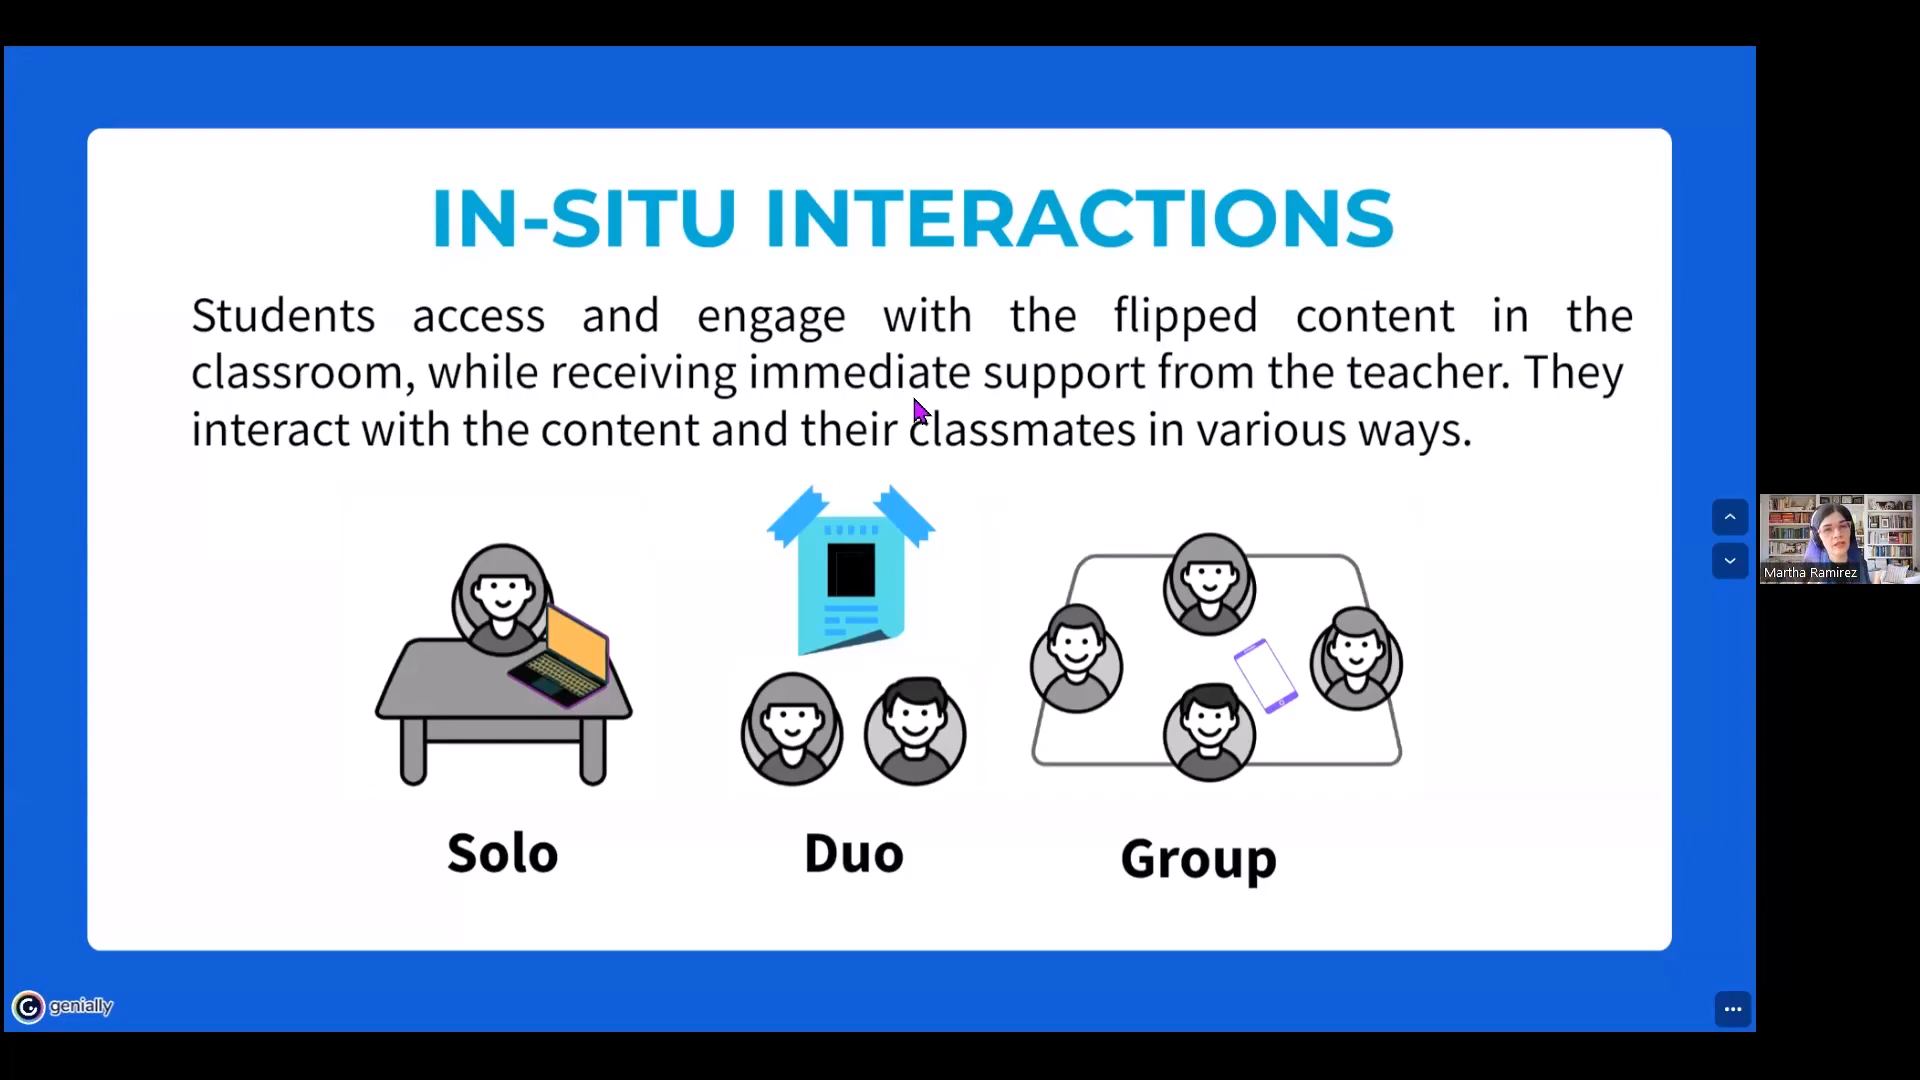 IN-SITU INTERACTIONS
Students access and engage with the flipped content in the
classroom, while receiving immediate support from the teacher. They
interact with the content and their classmates in various ways.
Solo
Duo
Group
Martha Ramirez
genially